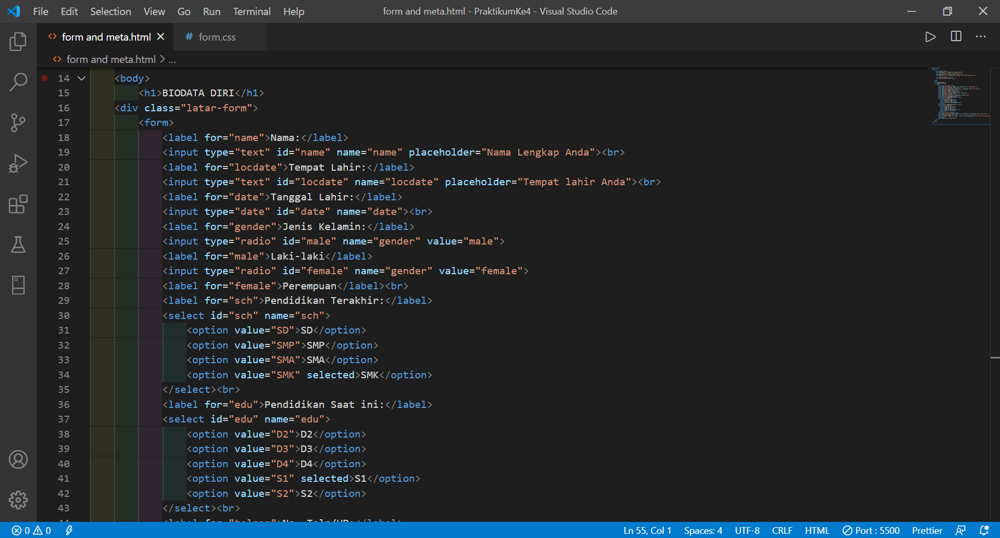 File Edit Selection View Go Run Terminal Help form and meta.html - PraktikumKe4 - Visual Studio Code
form and meta.html # form.css
form and meta.html > ...
14 <body>
15 <h1>BIODATA DIRI</h1>
16 <div class="latar-form">
17 <form>
18 <label for="name">Nama:</label>
19 <input type="text" id="name" name="name" placeholder="Nama Lengkap Anda"><br>
20 <label for="locdate">Tempat Lahir:</label>
21 <input type="text" id="locdate" name="locdate" placeholder="Tempat lahir Anda"><br>
22 <label for="date">Tanggal Lahir:</label>
23 <input type="date" id="date" name="date"><br>
24 <label for="gender">Jenis Kelamin:</label>
25 <input type="radio" id="male" name="gender" value="male">
26 <label for="male">Laki-laki</label>
27 <input type="radio" id="female" name="gender" value="female">
28 <label for="female">Perempuan</label><br>
29 <label for="sch">Pendidikan Terakhir:</label>
30 <select id="sch" name="sch">
31 <option value="SD">SD</option>
32 <option value="SMP">SMP</option>
33 <option value="SMA">SMA</option>
34 <option value="SMK" selected>SMK</option>
35 </select><br>
36 <label for="edu">Pendidikan Saat ini:</label>
37 <select id="edu" name="edu">
38 <option value="D2">D2</option>
39 <option value="D3">D3</option>
40 <option value="D4">D4</option>
41 <option value="S1" selected>S1</option>
42 <option value="S2">S2</option>
43 </select><br>
0 0 Ln 55, Col 1 Spaces: 4 UTF-8 CRLF HTML Port : 5500 Prettier